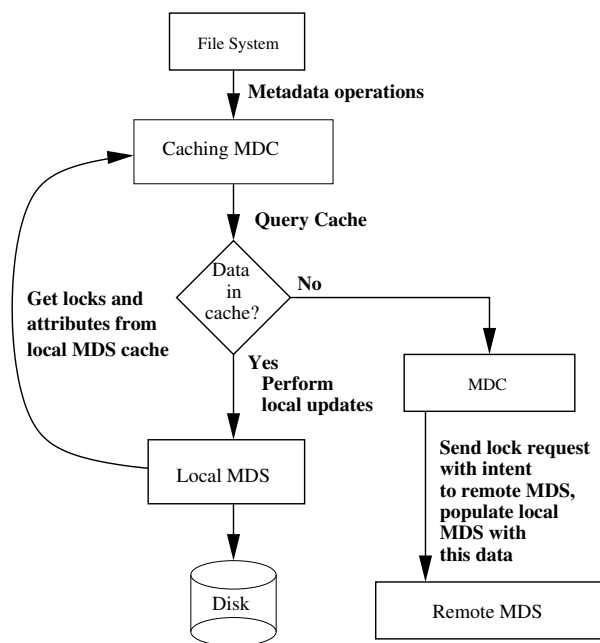 File System
Metadata operations
Caching MDC
Query Cache
Data
in
cache?
No
Get locks and
attributes from
local MDS cache
Yes
Perform
local updates
MDC
Send lock request
with intent
to remote MDS,
populate local
MDS with
this data
Local MDS
Disk
Remote MDS